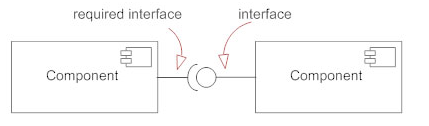 required interface
interface
Component
Component